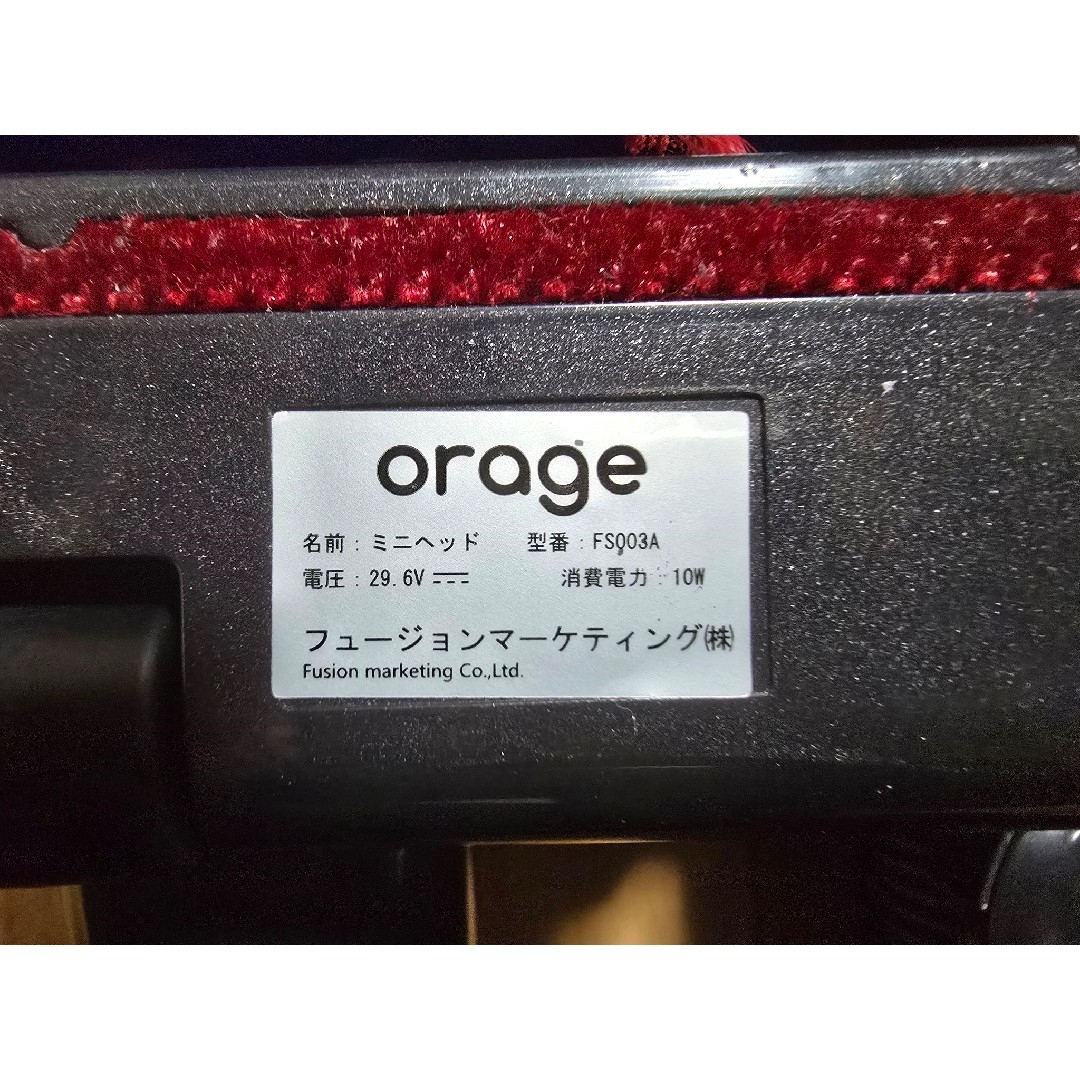 orage
名前：ミニヘッド 型番：FS003A
電圧：29.6V⎓ 消費電力：10W
フュージョンマーケティング㈱
Fusion marketing Co.,Ltd.